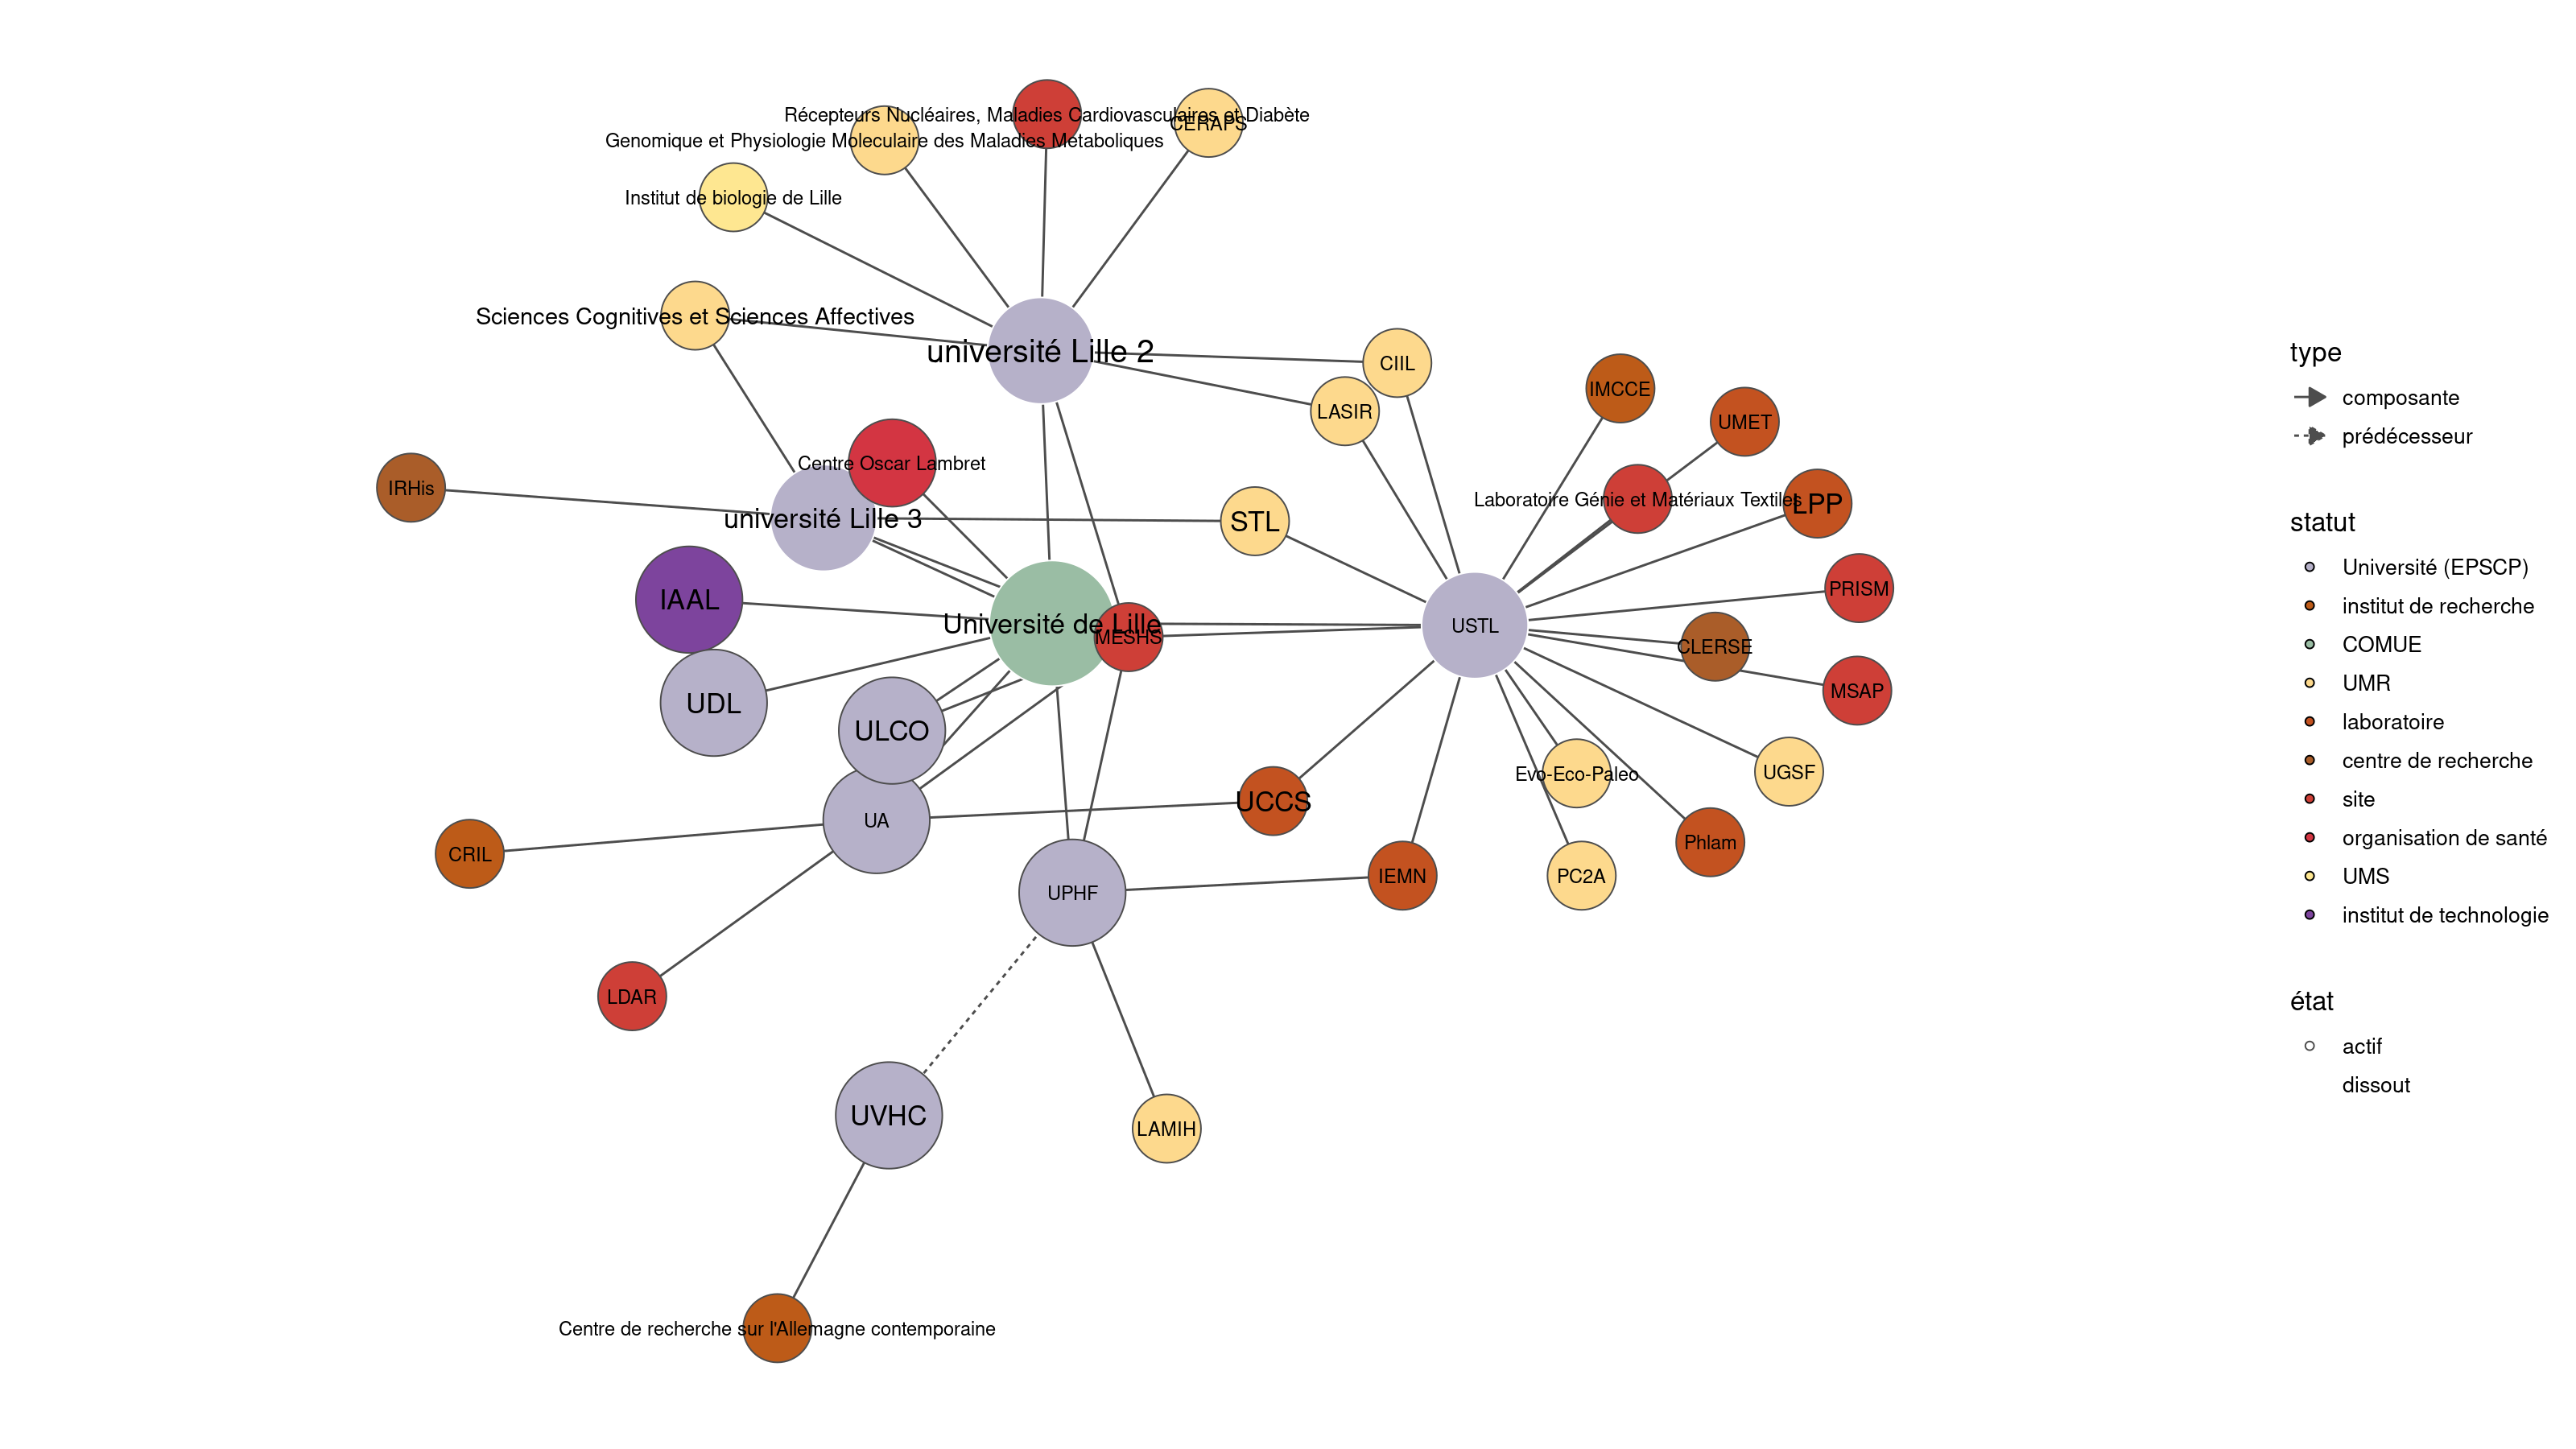 Récepteurs Nucléaires, Maladies Cardiovasculaires et Diabète
CERAPS
Genomique et Physiologie Moleculaire des Maladies Metaboliques
Institut de biologie de Lille
Sciences Cognitives et Sciences Affectives
université Lille 2
CIIL
LASIR
IMCCE
UMET
Centre Oscar Lambret
IRHis
université Lille 3
STL
Laboratoire Génie et Matériaux Textiles
LPP
PRISM
IAAL
Université de Lille
MESHS
USTL
CLERSE
MSAP
UDL
ULCO
UA
UCCS
Evo-Eco-Paleo
UGSF
CRIL
UPHF
IEMN
PC2A
Phlam
LDAR
UVHC
LAMIH
Centre de recherche sur l'Allemagne contemporaine
type
composante
prédécesseur
statut
Université (EPSCP)
institut de recherche
COMUE
UMR
laboratoire
centre de recherche
site
organisation de santé
UMS
institut de technologie
état
actif
dissout